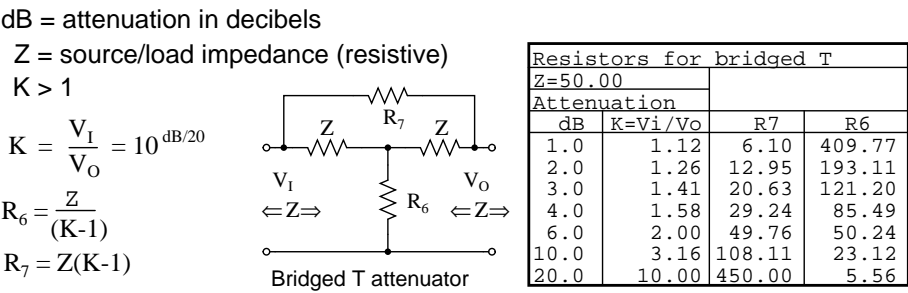 dB = attenuation in decibels
Z = source/load impedance (resistive)
K > 1
K = V_I / V_O = 10^dB/20
R_6 = Z / (K-1)
R_7 = Z(K-1)
R_7
Z Z
V_I V_O
R_6
⇐Z⇒ ⇐Z⇒
Bridged T attenuator
Resistors for bridged T
Z=50.00
Attenuation
dB K=Vi/Vo R7 R6
1.0 1.12 6.10 409.77
2.0 1.26 12.95 193.11
3.0 1.41 20.63 121.20
4.0 1.58 29.24 85.49
6.0 2.00 49.76 50.24
10.0 3.16 108.11 23.12
20.0 10.00 450.00 5.56